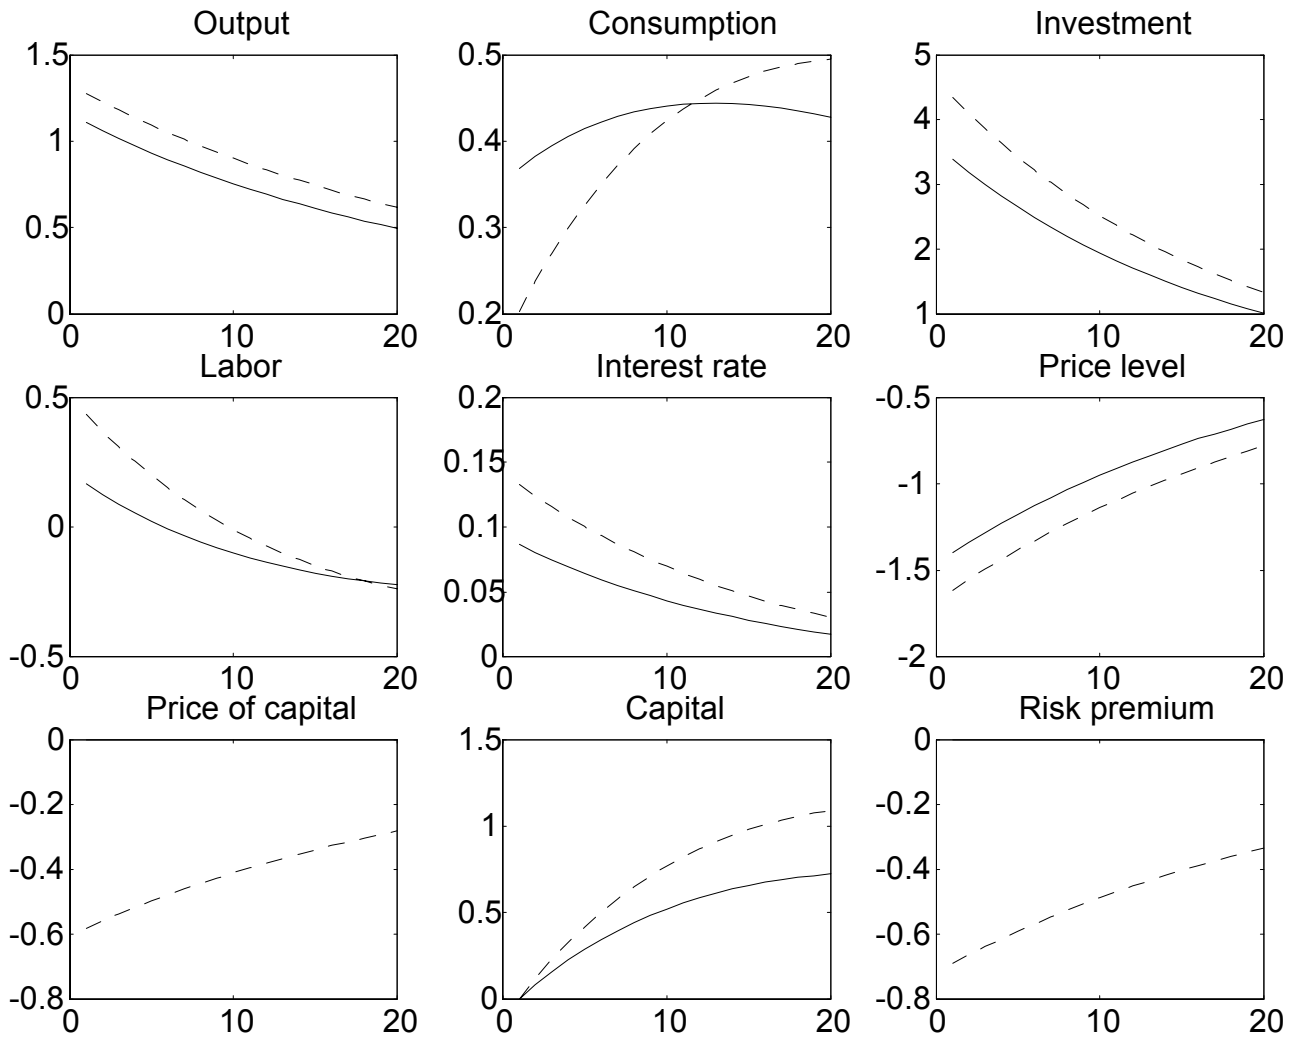 Output Consumption Investment
1.5 0.5 5
4
1 0.4
3
0.5 0.3
2
0 0.2 1
0 10 20 0 10 20 0 10 20
Labor Interest rate Price level
0.5 0.2 -0.5
0.15
-1
0 0.1
-1.5
0.05
-0.5 0 -2
0 10 20 0 10 20 0 10 20
Price of capital Capital Risk premium
0 1.5 0
-0.2 -0.2
1
-0.4 -0.4
0.5
-0.6 -0.6
-0.8 0 -0.8
0 10 20 0 10 20 0 10 20